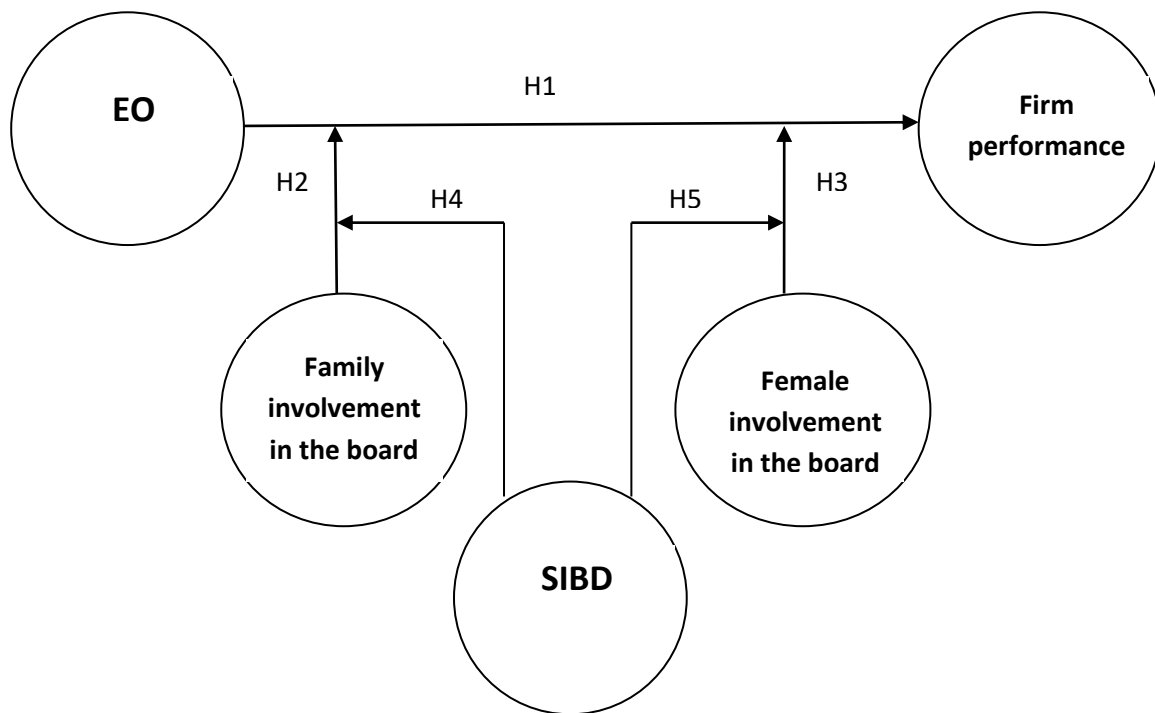 H1
EO
Firm
performance
H2
H4
H5
H3
Family
involvement
in the board
Female
involvement
in the board
SIBD